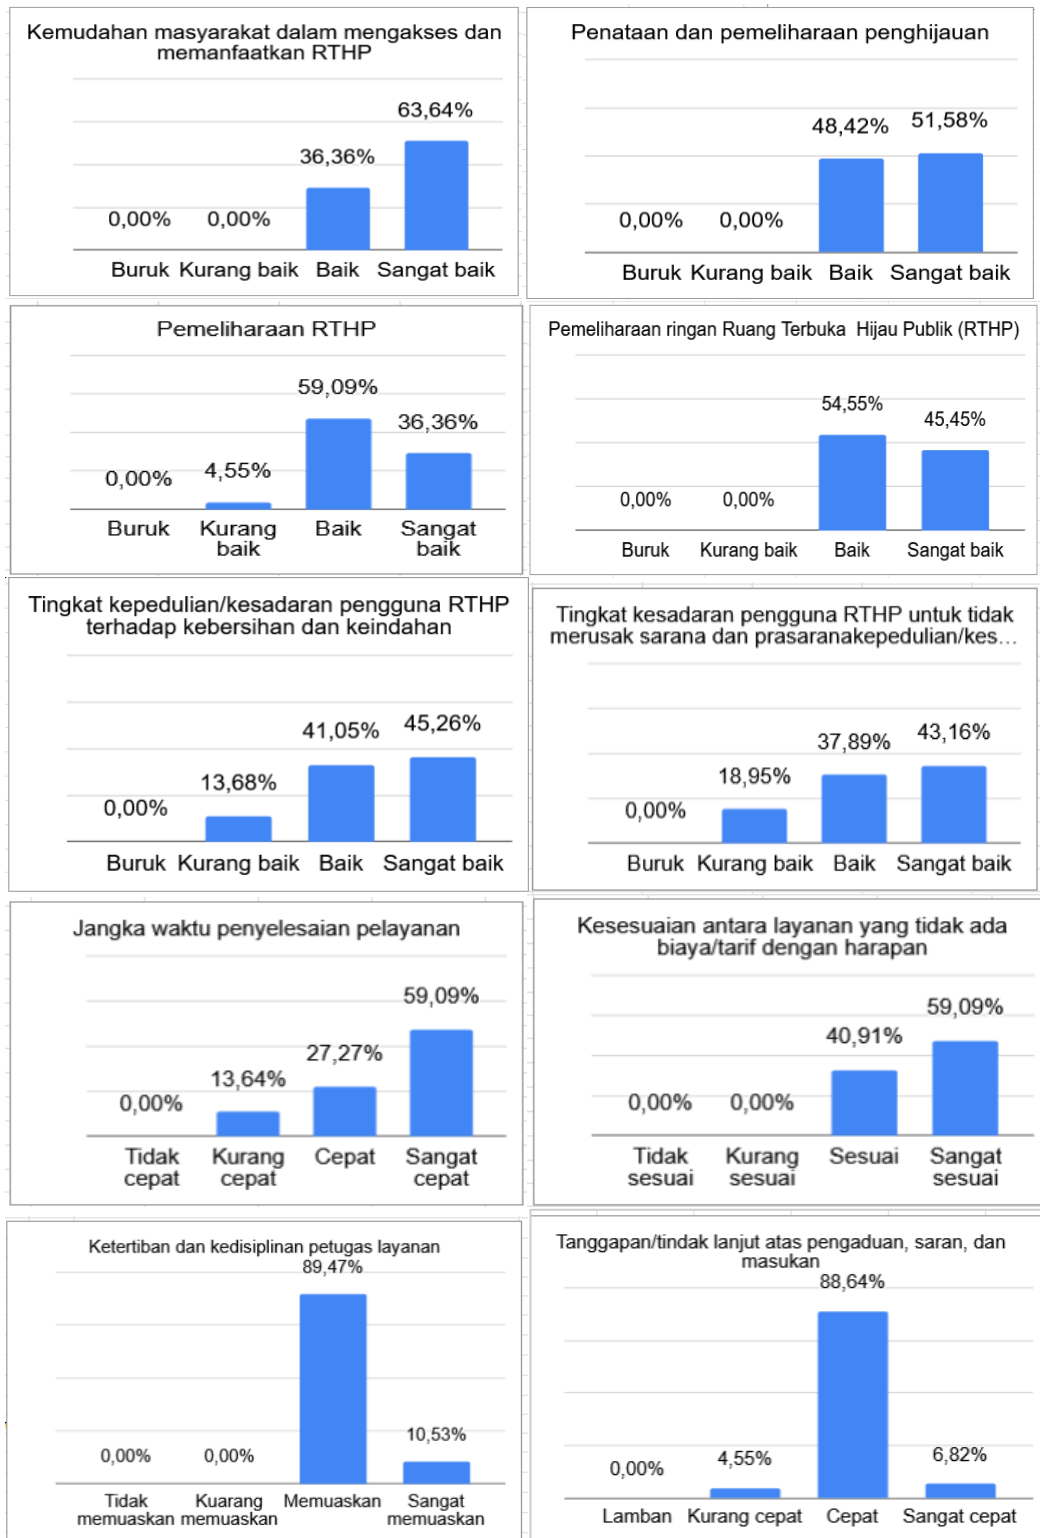 Kemudahan masyarakat dalam mengakses dan
memanfaatkan RTHP
63,64%
36,36%
0,00% 0,00%
Buruk Kurang baik Baik Sangat baik
Penataan dan pemeliharaan penghijauan
48,42% 51,58%
0,00% 0,00%
Buruk Kurang baik Baik Sangat baik
Pemeliharaan RTHP
59,09%
36,36%
0,00% 4,55%
Buruk Kurang Baik Sangat
baik baik
Pemeliharaan ringan Ruang Terbuka Hijau Publik (RTHP)
54,55%
45,45%
0,00% 0,00%
Buruk Kurang baik Baik Sangat baik
Tingkat kepedulian/kesadaran pengguna RTHP
terhadap kebersihan dan keindahan
41,05% 45,26%
13,68%
0,00%
Buruk Kurang baik Baik Sangat baik
Tingkat kesadaran pengguna RTHP untuk tidak
merusak sarana dan prasaranakepedulian/kes...
37,89% 43,16%
18,95%
0,00%
Buruk Kurang baik Baik Sangat baik
Jangka waktu penyelesaian pelayanan
59,09%
27,27%
13,64%
0,00%
Tidak Kurang Cepat Sangat
cepat cepat cepat
Kesesuaian antara layanan yang tidak ada
biaya/tarif dengan harapan
59,09%
40,91%
0,00% 0,00%
Tidak Kurang Sesuai Sangat
sesuai sesuai sesuai
Ketertiban dan kedisiplinan petugas layanan
89,47%
10,53%
0,00% 0,00%
Tidak Kuarang Memuaskan Sangat
memuaskan memuaskan memuaskan
Tanggapan/tindak lanjut atas pengaduan, saran, dan
masukan
88,64%
0,00% 4,55% 6,82%
Lamban Kurang cepat Cepat Sangat cepat